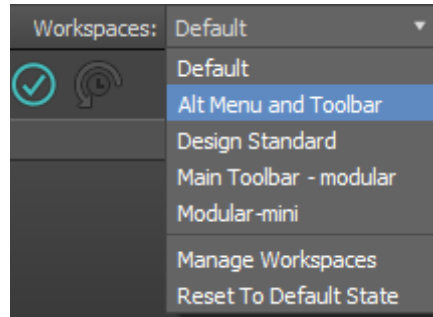 Workspaces: Default
Default
Alt Menu and Toolbar
Design Standard
Main Toolbar - modular
Modular-mini
Manage Workspaces
Reset To Default State